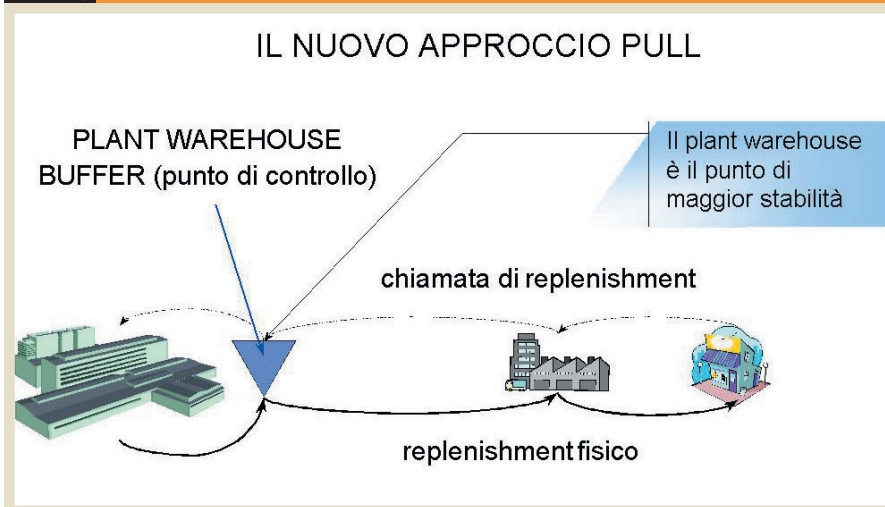 IL NUOVO APPROCCIO PULL
PLANT WAREHOUSE
BUFFER (punto di controllo)
Il plant warehouse
è il punto di
maggior stabilità
chiamata di replenishment
replenishment fisico